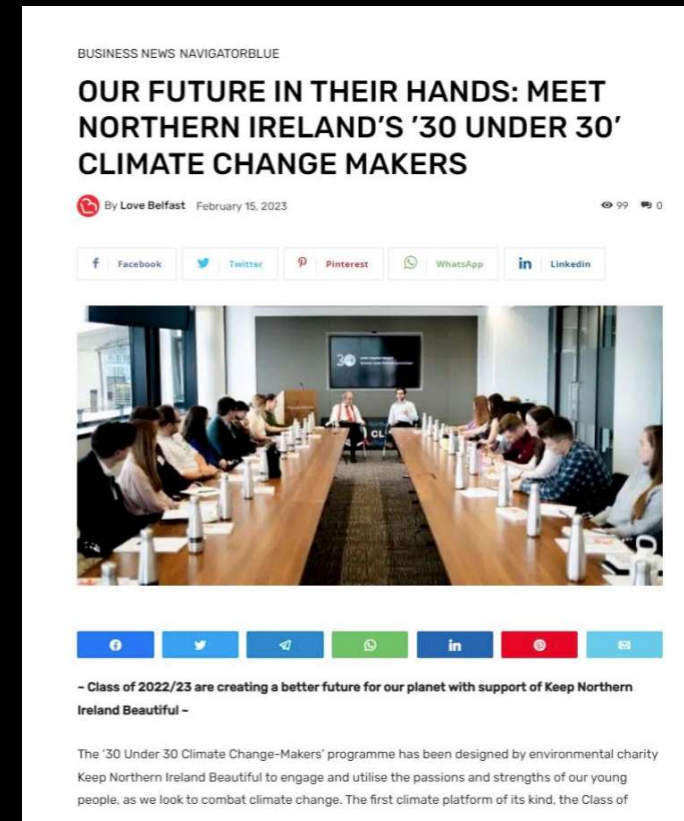 BUSINESS NEWS NAVIGATORBLUE
OUR FUTURE IN THEIR HANDS: MEET
NORTHERN IRELAND’S ’30 UNDER 30’
CLIMATE CHANGE MAKERS
By Love Belfast February 15, 2023 99 0
Facebook Twitter Pinterest WhatsApp Linkedin
30
CL
~ Class of 2022/23 are creating a better future for our planet with support of Keep Northern
Ireland Beautiful ~
The ‘30 Under 30 Climate Change-Makers’ programme has been designed by environmental charity
Keep Northern Ireland Beautiful to engage and utilise the passions and strengths of our young
people, as we look to combat climate change. The first climate platform of its kind, the Class of